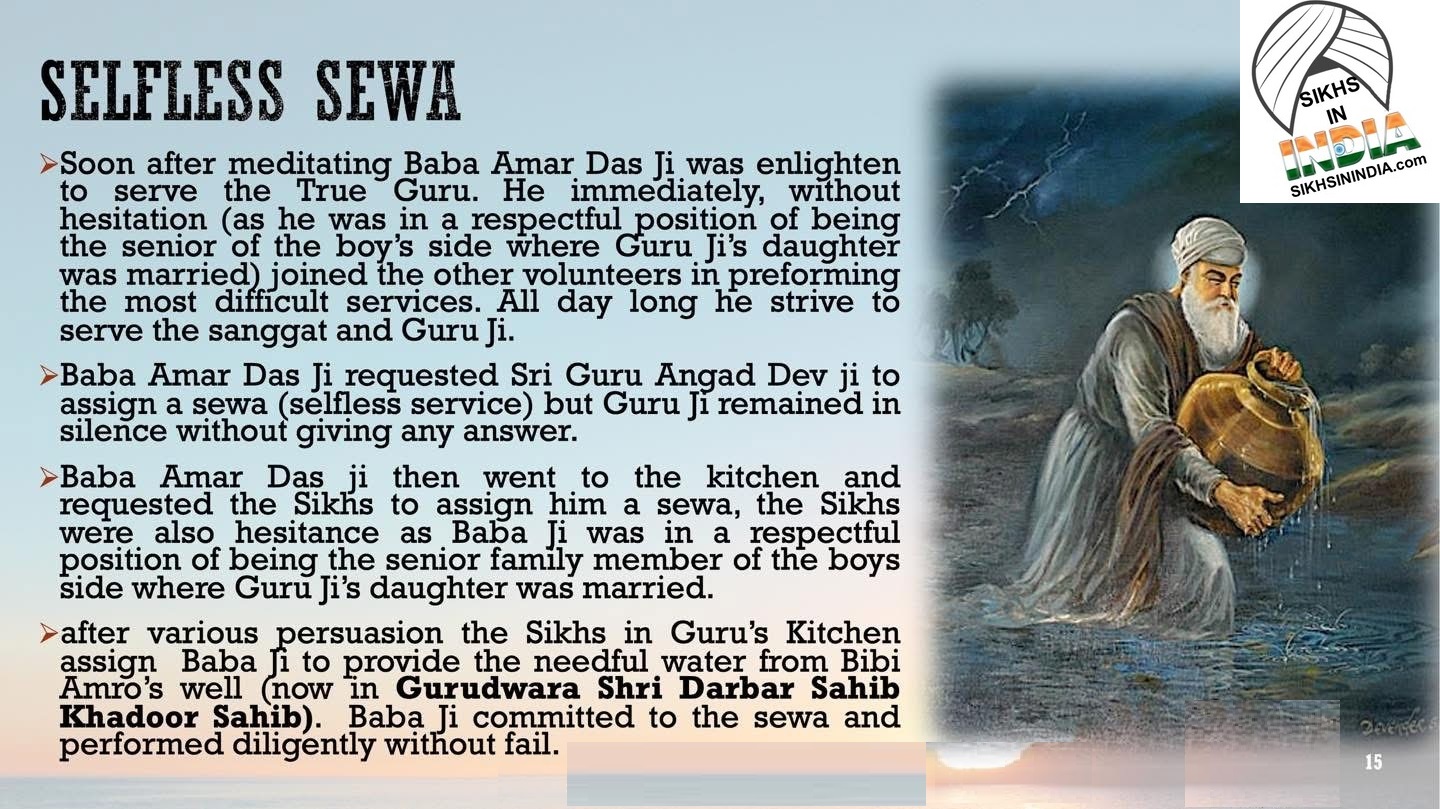 SELFLESS SEWA
➢Soon after meditating Baba Amar Das Ji was enlighten
to serve the True Guru. He immediately, without
hesitation (as he was in a respectful position of being
the senior of the boy's side where Guru Ji's daughter
was married) joined the other volunteers in preforming
the most difficult services. All day long he strive to
serve the sanggat and Guru Ji.
➢Baba Amar Das Ji requested Sri Guru Angad Dev ji to
assign a sewa (selfless service) but Guru Ji remained in
silence without giving any answer.
➢Baba Amar Das ji then went to the kitchen and
requested the Sikhs to assign him a sewa, the Sikhs
were also hesitance as Baba Ji was in a respectful
position of being the senior family member of the boys
side where Guru Ji's daughter was married.
➢after various persuasion the Sikhs in Guru's Kitchen
assign Baba Ji to provide the needful water from Bibi
Amro's well (now in Gurudwara Shri Darbar Sahib
Khadoor Sahib). Baba Ji committed to the sewa and
performed diligently without fail.
SIKHS
IN
INDIA
SIKHSININDIA.com
15